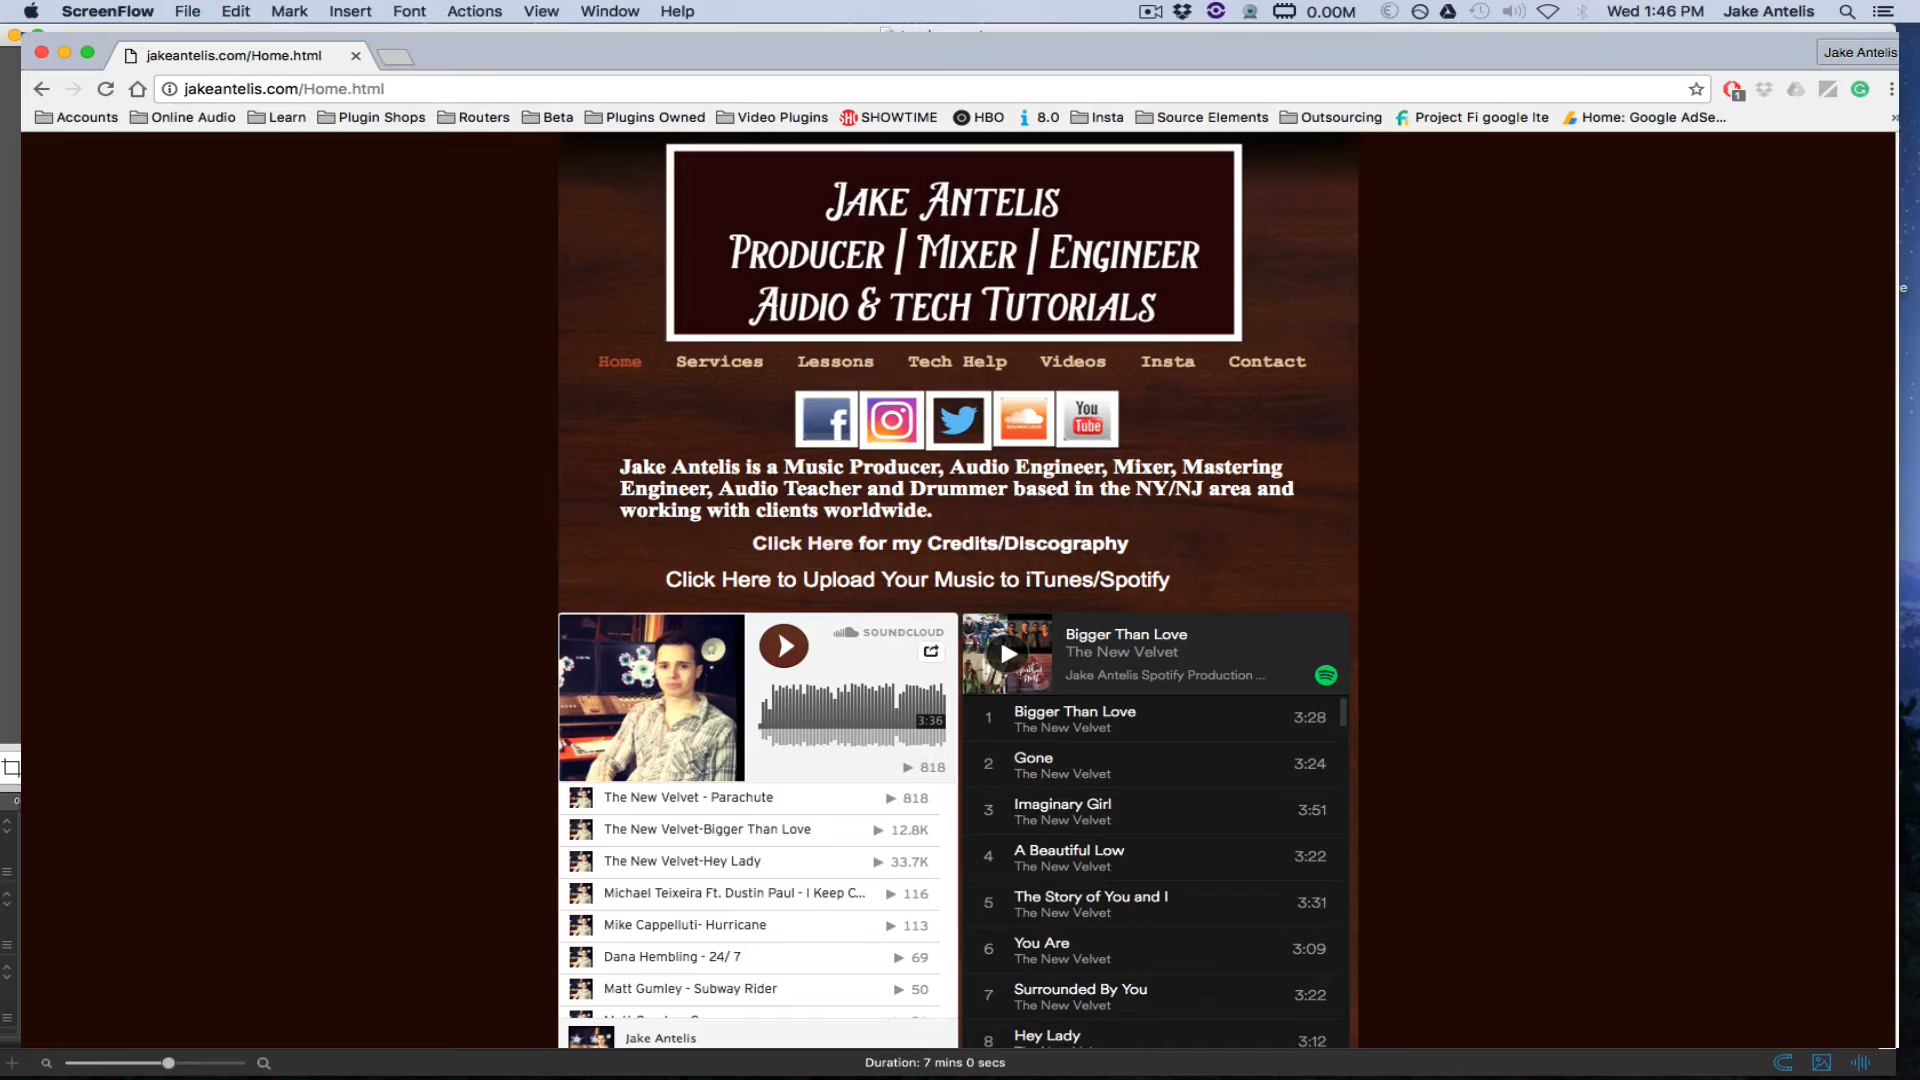 ScreenFlow File Edit Mark Insert Font Actions View Window Help 0.00M Wed 1:46 PM Jake Antelis
jakeantelis.com/Home.html Jake Antelis
jakeantelis.com/Home.html 1
Accounts Online Audio Learn Plugin Shops Routers Beta Plugins Owned Video Plugins SHOWTIME HBO 8.0 Insta Source Elements Outsourcing Project Fi google Ite Home: Google AdSe...
JAKE ANTELIS
PRODUCER | MIXER | ENGINEER
AUDIO & TECH TUTORIALS
Home Services Lessons Tech Help Videos Insta Contact
You Tube
SOUNDCLOUD
Jake Antelis is a Music Producer, Audio Engineer, Mixer, Mastering
Engineer, Audio Teacher and Drummer based in the NY/NJ area and
working with clients worldwide.
Click Here for my Credits/Discography
Click Here to Upload Your Music to iTunes/Spotify
SOUNDCLOUD
3:36
818
The New Velvet - Parachute 818
The New Velvet-Bigger Than Love 12.8K
The New Velvet-Hey Lady 33.7K
Michael Teixeira Ft. Dustin Paul - I Keep C... 116
Mike Cappelluti- Hurricane 113
Dana Hembling - 24/ 7 69
Matt Gumley - Subway Rider 50
Jake Antelis
Bigger Than Love
The New Velvet
Jake Antelis Spotify Production ...
1 Bigger Than Love 3:28
The New Velvet
2 Gone 3:24
The New Velvet
3 Imaginary Girl 3:51
The New Velvet
4 A Beautiful Low 3:22
The New Velvet
5 The Story of You and I 3:31
The New Velvet
6 You Are 3:09
The New Velvet
7 Surrounded By You 3:22
The New Velvet
8 Hey Lady 3:12
Duration: 7 mins 0 secs